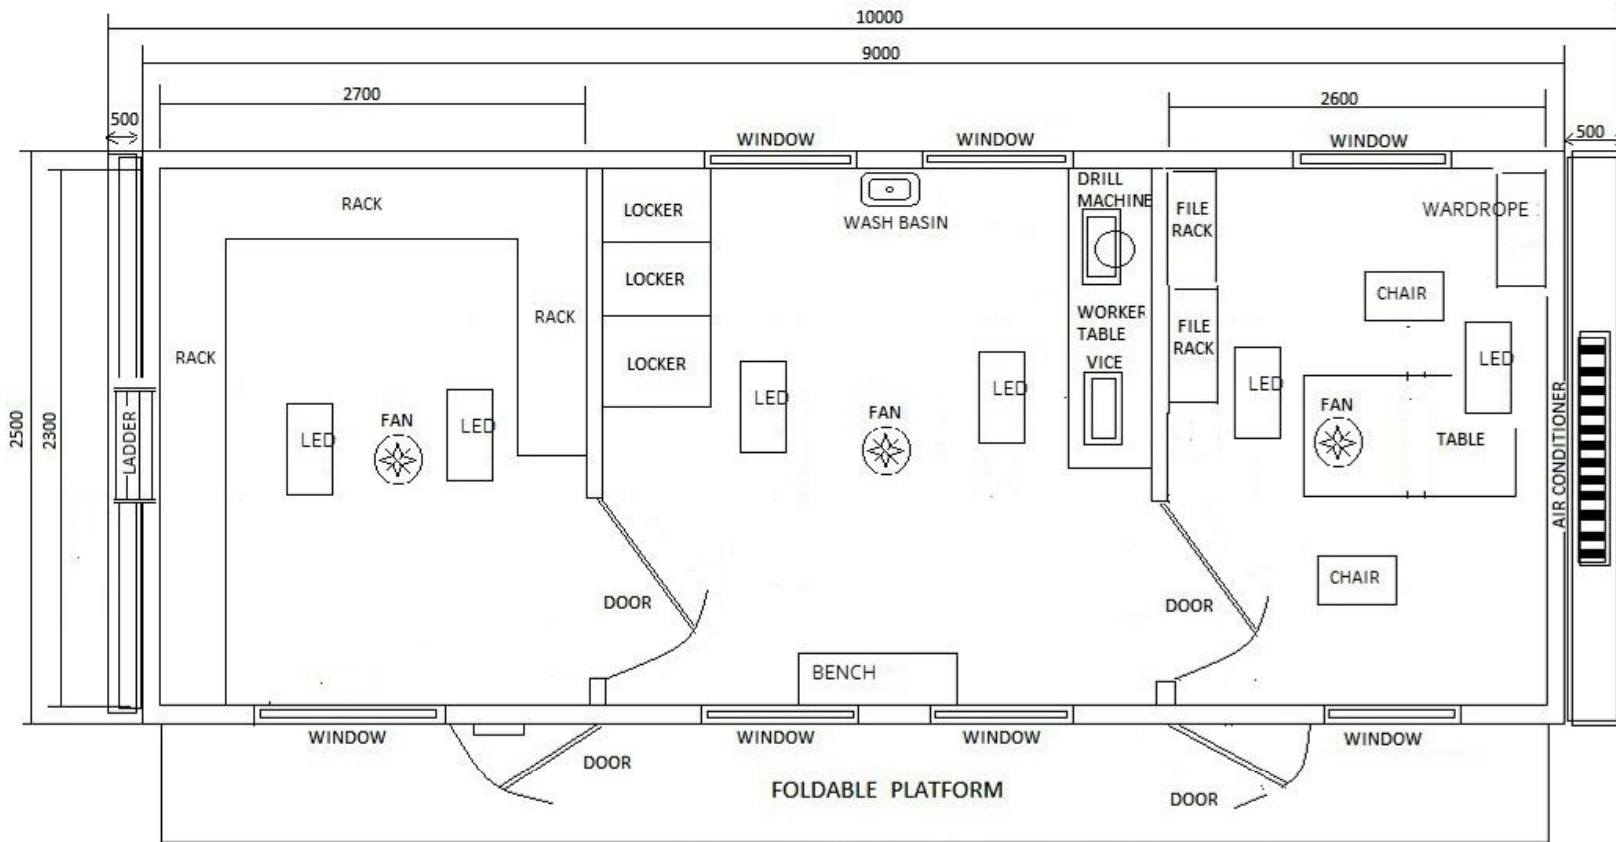 10000
9000
2700
2600
500
500
WINDOW
WINDOW
WINDOW
RACK
LOCKER
WASH BASIN
DRILL
MACHINE
FILE
RACK
WARDROPE
LOCKER
CHAIR
RACK
RACK
LOCKER
WORKER
TABLE
VICE
FILE
RACK
LED
LED
LED
LED
LED
LED
FAN
FAN
FAN
TABLE
2500
2300
LADDER
AIR CONDITIONER
DOOR
DOOR
CHAIR
BENCH
WINDOW
WINDOW
WINDOW
WINDOW
DOOR
FOLDABLE PLATFORM
DOOR